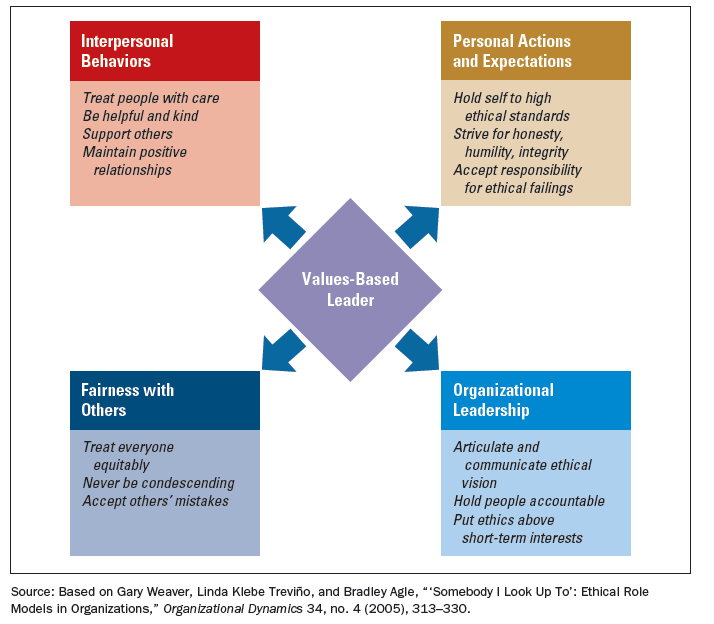 Interpersonal
Behaviors
Treat people with care
Be helpful and kind
Support others
Maintain positive
relationships
Personal Actions
and Expectations
Hold self to high
ethical standards
Strive for honesty,
humility, integrity
Accept responsibility
for ethical failings
Values-Based
Leader
Fairness with
Others
Treat everyone
equitably
Never be condescending
Accept others’ mistakes
Organizational
Leadership
Articulate and
communicate ethical
vision
Hold people accountable
Put ethics above
short-term interests
Source: Based on Gary Weaver, Linda Klebe Treviño, and Bradley Agle, “‘Somebody I Look Up To’: Ethical Role
Models in Organizations,” Organizational Dynamics 34, no. 4 (2005), 313–330.